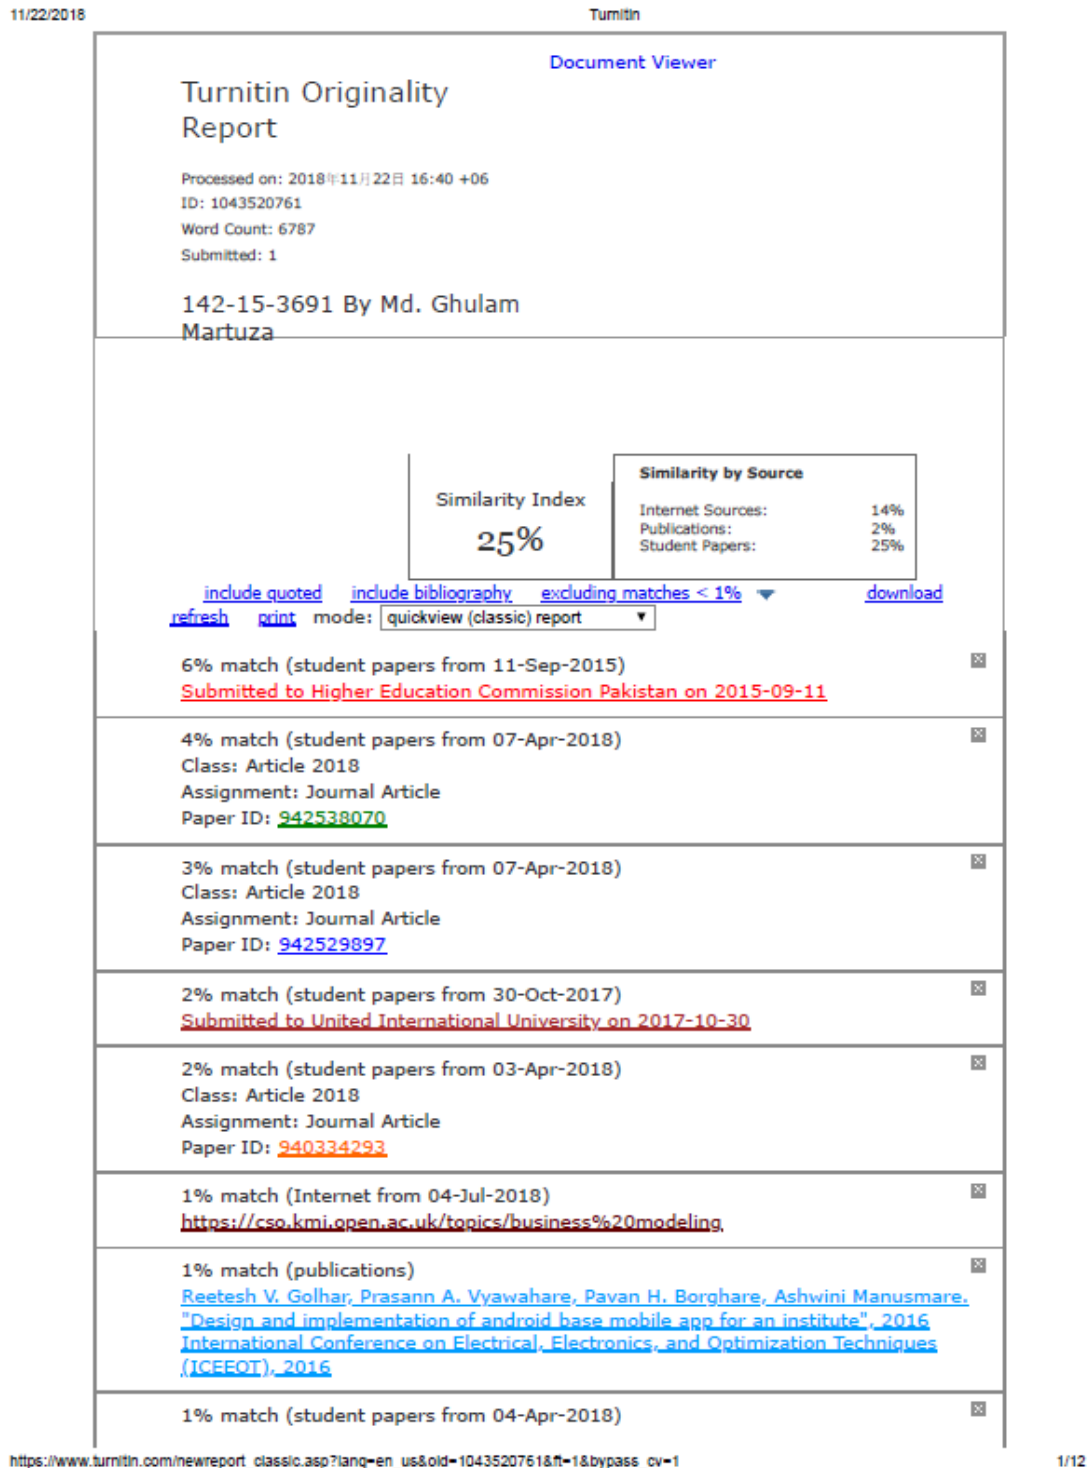 11/22/2018 Turnitin
Document Viewer
Turnitin Originality
Report
Processed on: 2018年11月22日 16:40 +06
ID: 1043520761
Word Count: 6787
Submitted: 1
142-15-3691 By Md. Ghulam
Martuza
Similarity Index
25%
Similarity by Source
Internet Sources: 14%
Publications: 2%
Student Papers: 25%
include quoted include bibliography excluding matches < 1% download
refresh print mode: quickview (classic) report
6% match (student papers from 11-Sep-2015)
Submitted to Higher Education Commission Pakistan on 2015-09-11
4% match (student papers from 07-Apr-2018)
Class: Article 2018
Assignment: Journal Article
Paper ID: 942538070
3% match (student papers from 07-Apr-2018)
Class: Article 2018
Assignment: Journal Article
Paper ID: 942529897
2% match (student papers from 30-Oct-2017)
Submitted to United International University on 2017-10-30
2% match (student papers from 03-Apr-2018)
Class: Article 2018
Assignment: Journal Article
Paper ID: 940334293
1% match (Internet from 04-Jul-2018)
https://cso.kmi.open.ac.uk/topics/business%20modeling
1% match (publications)
Reetesh V. Golhar, Prasann A. Vyawahare, Pavan H. Borghare, Ashwini Manusmare.
"Design and implementation of android base mobile app for an institute", 2016
International Conference on Electrical, Electronics, and Optimization Techniques
(ICEEOT), 2016
1% match (student papers from 04-Apr-2018)
https://www.turnitin.com/newreport_classic.asp?lang=en_us&oid=1043520761&ft=1&bypass_cv=1 1/12